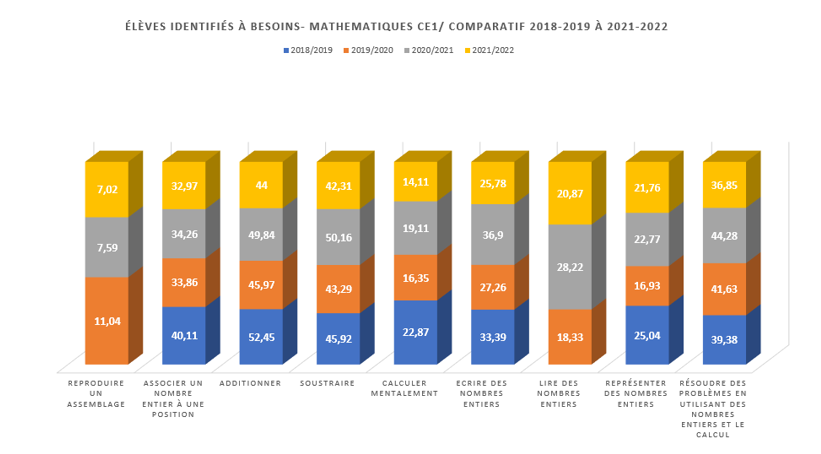 ÉLÈVES IDENTIFIÉS À BESOINS- MATHEMATIQUES CE1/ COMPARATIF 2018-2019 À 2021-2022
2018/2019 2019/2020 2020/2021 2021/2022
7,02 32,97 44 42,31 14,11 25,78 20,87 21,76 36,85
7,59 34,26 49,84 50,16 19,11 36,9 28,22 22,77 44,28
11,04 33,86 45,97 43,29 16,35 27,26 18,33 16,93 41,63
40,11 52,45 45,92 22,87 33,39 25,04 39,38
REPRODUIRE
UN
ASSEMBLAGE
ASSOCIER UN
NOMBRE
ENTIER À UNE
POSITION
ADDITIONNER
SOUSTRAIRE
CALCULER
MENTALEMENT
ECRIRE DES
NOMBRES
ENTIERS
LIRE DES
NOMBRES
ENTIERS
REPRÉSENTER
DES NOMBRES
ENTIERS
RÉSOUDRE DES
PROBLÈMES EN
UTILISANT DES
NOMBRES
ENTIERS ET LE
CALCUL